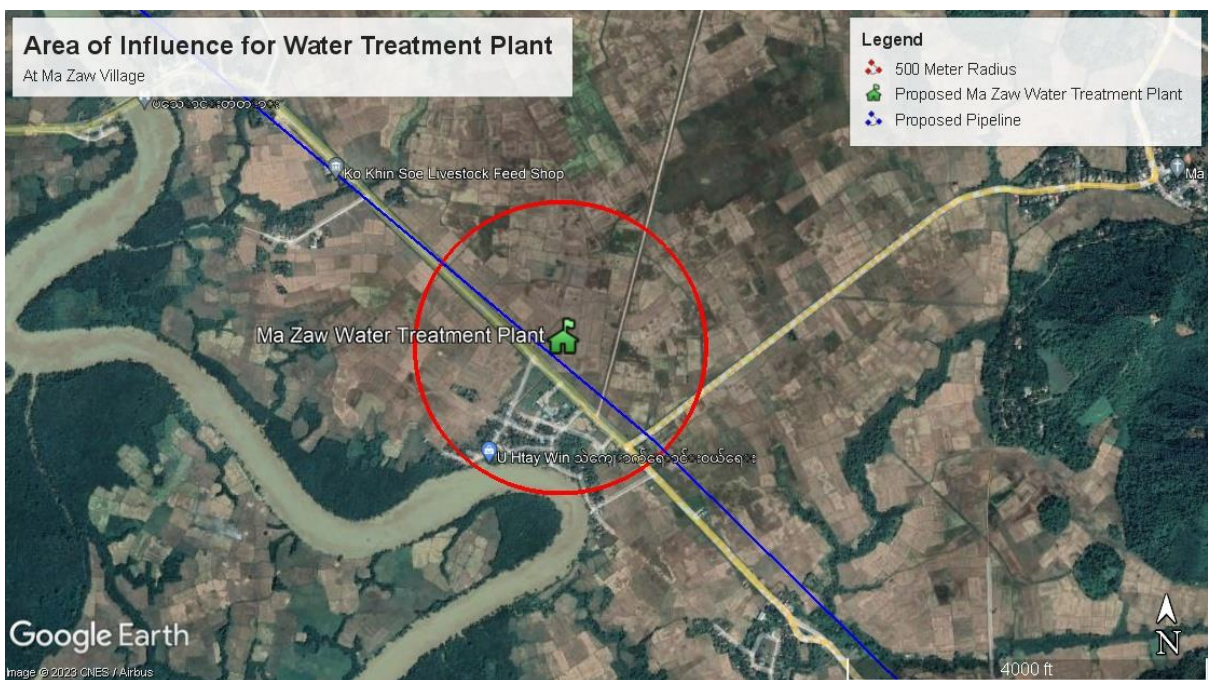 Area of Influence for Water Treatment Plant
At Ma Zaw Village
Legend
500 Meter Radius
Proposed Ma Zaw Water Treatment Plant
Proposed Pipeline
Ko Khin Soe Livestock Feed Shop
Ma
Ma Zaw Water Treatment Plant
U Htay Win
Google Earth
Image © 2023 CNES / Airbus
4000 ft
N